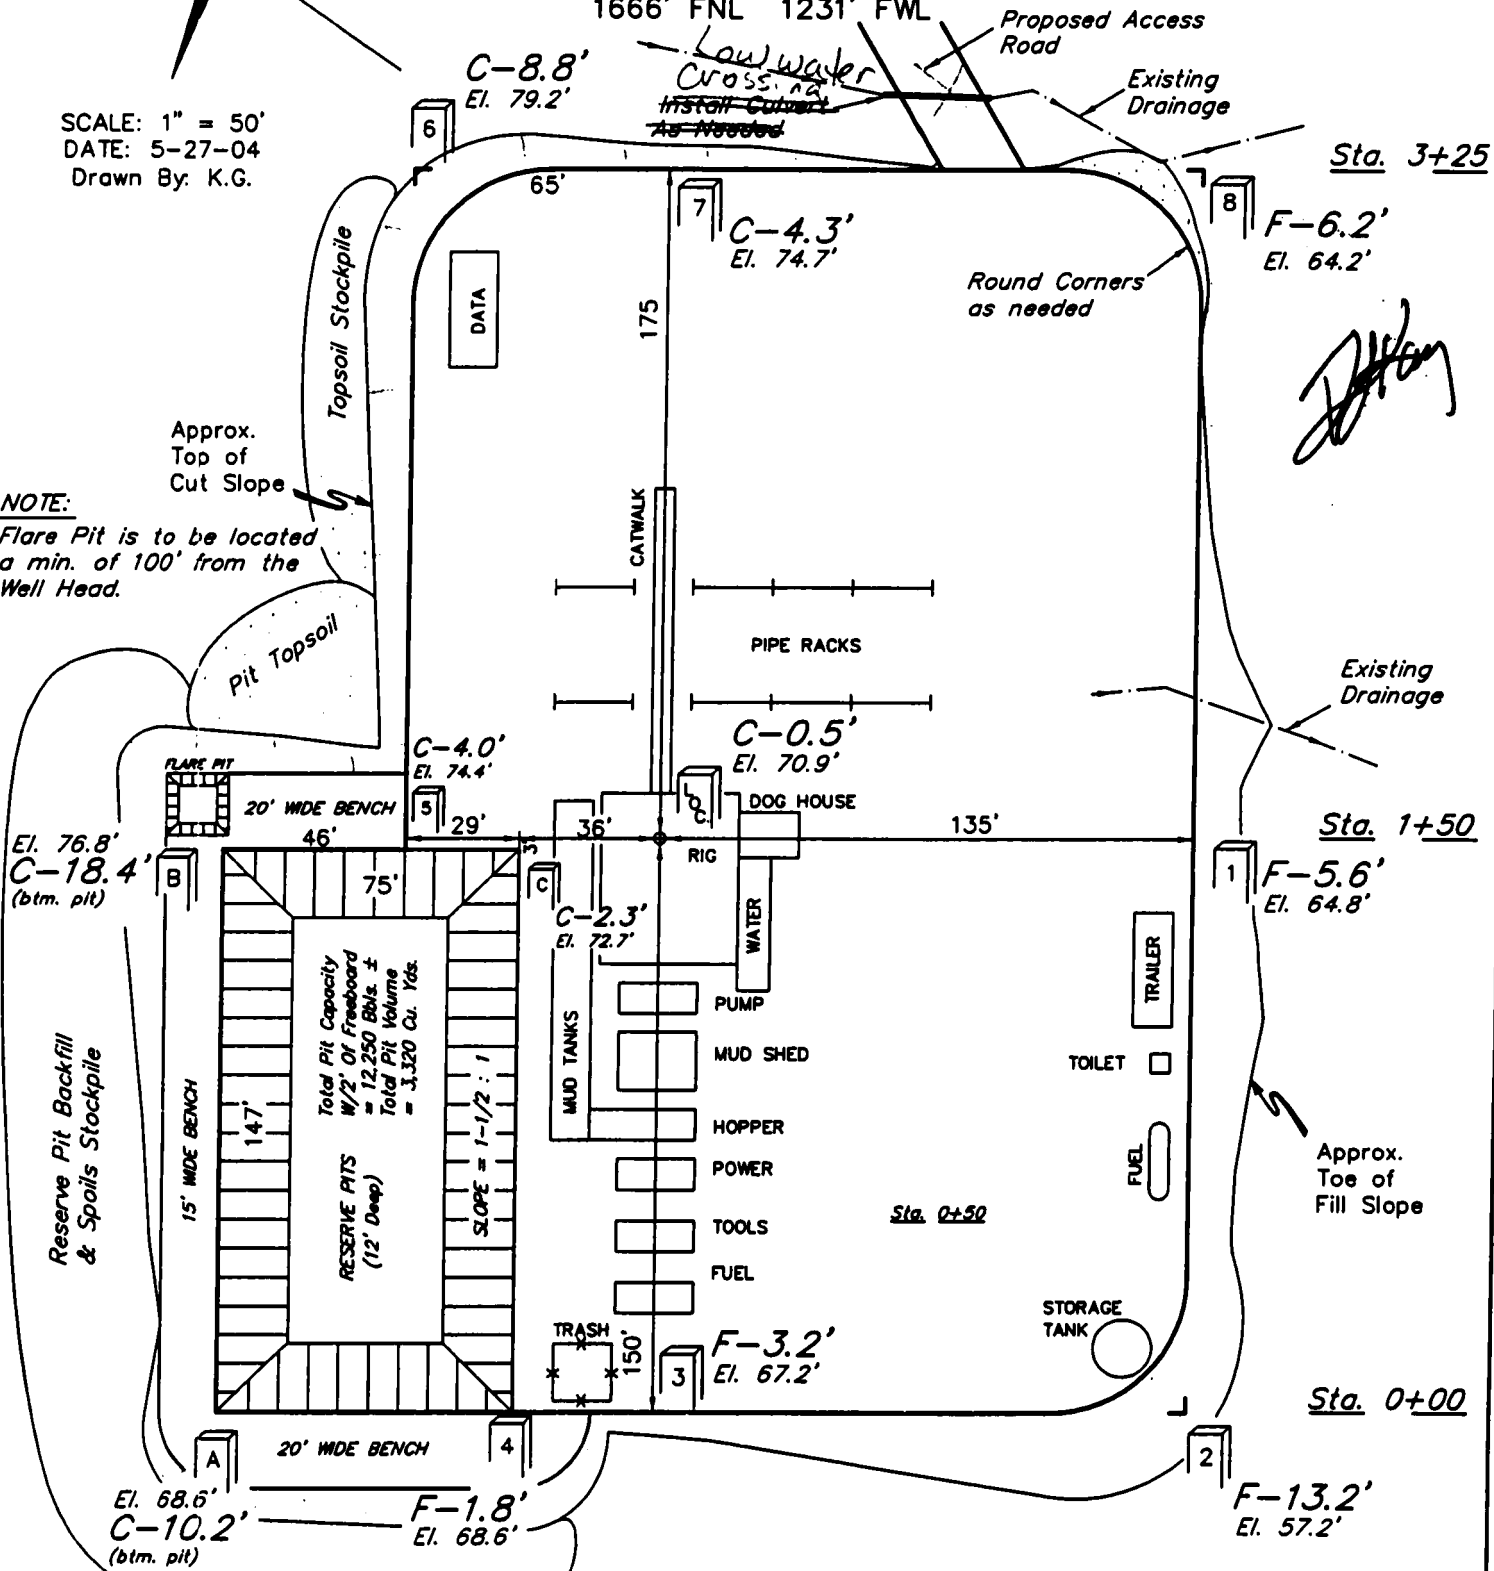 1666' FNL 1231' FWL
Proposed Access
Road
Low water
Crossing
Install Culvert
As Needed
Existing
Drainage
C-8.8'
El. 79.2'
6
SCALE: 1" = 50'
DATE: 5-27-04
Drawn By: K.G.
Sta. 3+25
65'
7
C-4.3'
El. 74.7'
8
F-6.2'
El. 64.2'
Round Corners
as needed
DATA
175
Topsoil Stockpile
Approx.
Top of
Cut Slope
NOTE:
Flare Pit is to be located
a min. of 100' from the
Well Head.
CATWALK
PIPE RACKS
Pit Topsoil
Existing
Drainage
C-4.0'
El. 74.4'
C-0.5'
El. 70.9'
FLARE PIT
20' WIDE BENCH
5
LOC.
DOG HOUSE
46'
29'
36'
135'
Sta. 1+50
El. 76.8'
C-18.4'
(btm. pit)
B
3'
RIG
75'
C
1
F-5.6'
El. 64.8'
C-2.3'
El. 72.7'
WATER
TRAILER
Total Pit Capacity
W/2' Of Freeboard
= 12,250 Bbls. ±
Total Pit Volume
= 3,320 Cu. Yds.
RESERVE PITS
(12' Deep)
SLOPE = 1-1/2 : 1
147'
15' WIDE BENCH
Reserve Pit Backfill
& Spoils Stockpile
MUD TANKS
PUMP
MUD SHED
TOILET
HOPPER
POWER
FUEL
Approx.
Toe of
Fill Slope
Sta. 0+50
TOOLS
FUEL
STORAGE
TANK
TRASH
150'
3
F-3.2'
El. 67.2'
Sta. 0+00
A
20' WIDE BENCH
4
2
El. 68.6'
C-10.2'
(btm. pit)
F-1.8'
El. 68.6'
F-13.2'
El. 57.2'